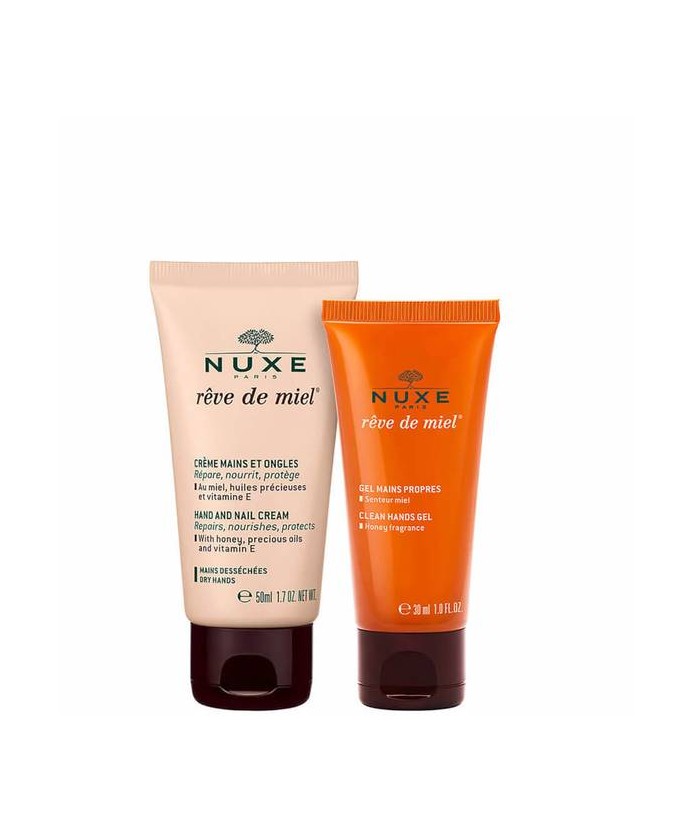 NUXE
PARIS
rêve de miel®
CRÈME MAINS ET ONGLES
Répare, nourrit, protège
Au miel, huiles précieuses
et vitamine E
HAND AND NAIL CREAM
Repairs, nourishes, protects
With honey, precious oils
and vitamin E
MAINS DESSÉCHÉES
DRY HANDS
℮ 50ml 1.7 OZ. NET WT.
NUXE
PARIS
rêve de miel®
GEL MAINS PROPRES
Senteur miel
CLEAN HANDS GEL
Honey fragrance
℮ 30 ml 1.0 FL.OZ.